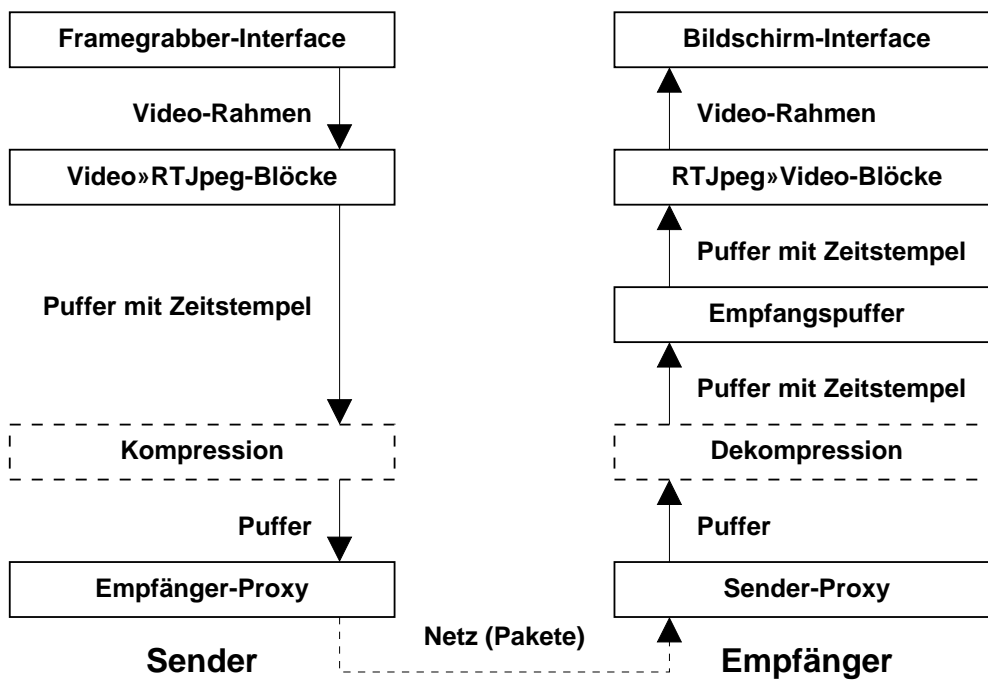 Framegrabber-Interface
Video-Rahmen
Video»RTJpeg-Blöcke
Puffer mit Zeitstempel
Kompression
Puffer
Empfänger-Proxy
Sender
Netz (Pakete)
Bildschirm-Interface
Video-Rahmen
RTJpeg»Video-Blöcke
Puffer mit Zeitstempel
Empfangspuffer
Puffer mit Zeitstempel
Dekompression
Puffer
Sender-Proxy
Empfänger